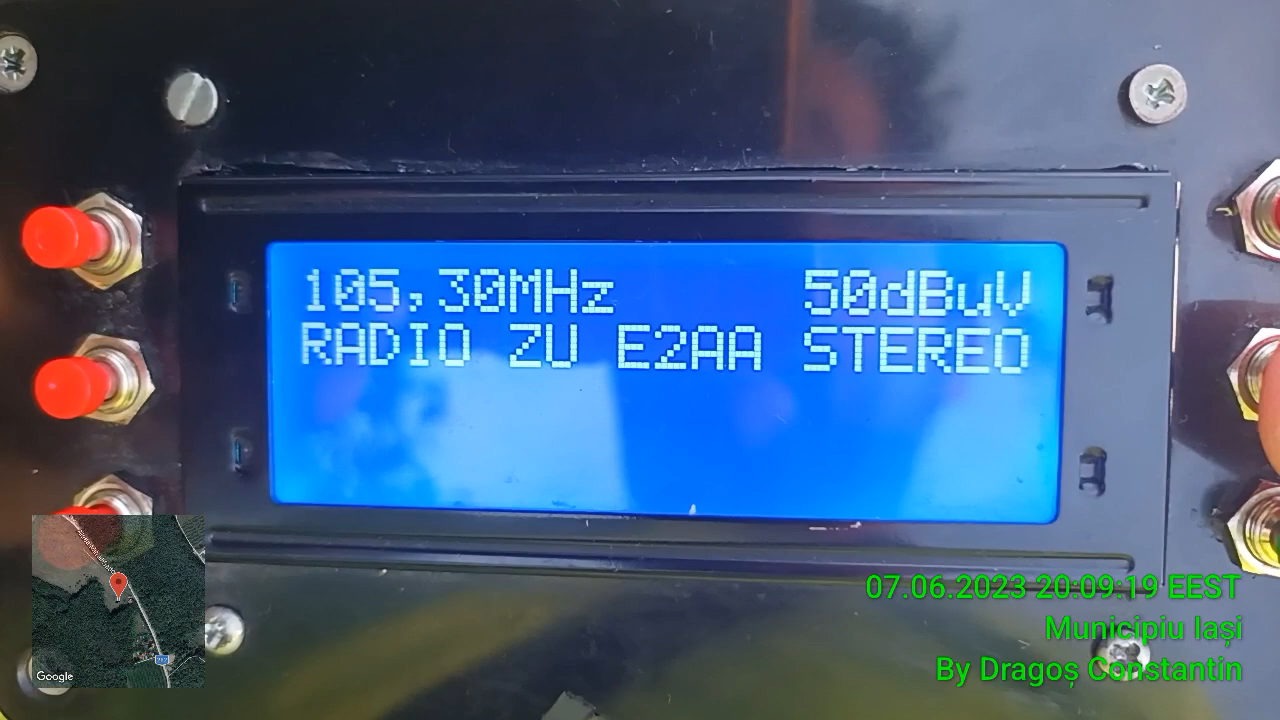 105,30MHz 50dBuV
RADIO ZU E2AA STEREO
07.06.2023 20:09:19 EEST
Municipiu Iași
By Dragoș Constantin
Google